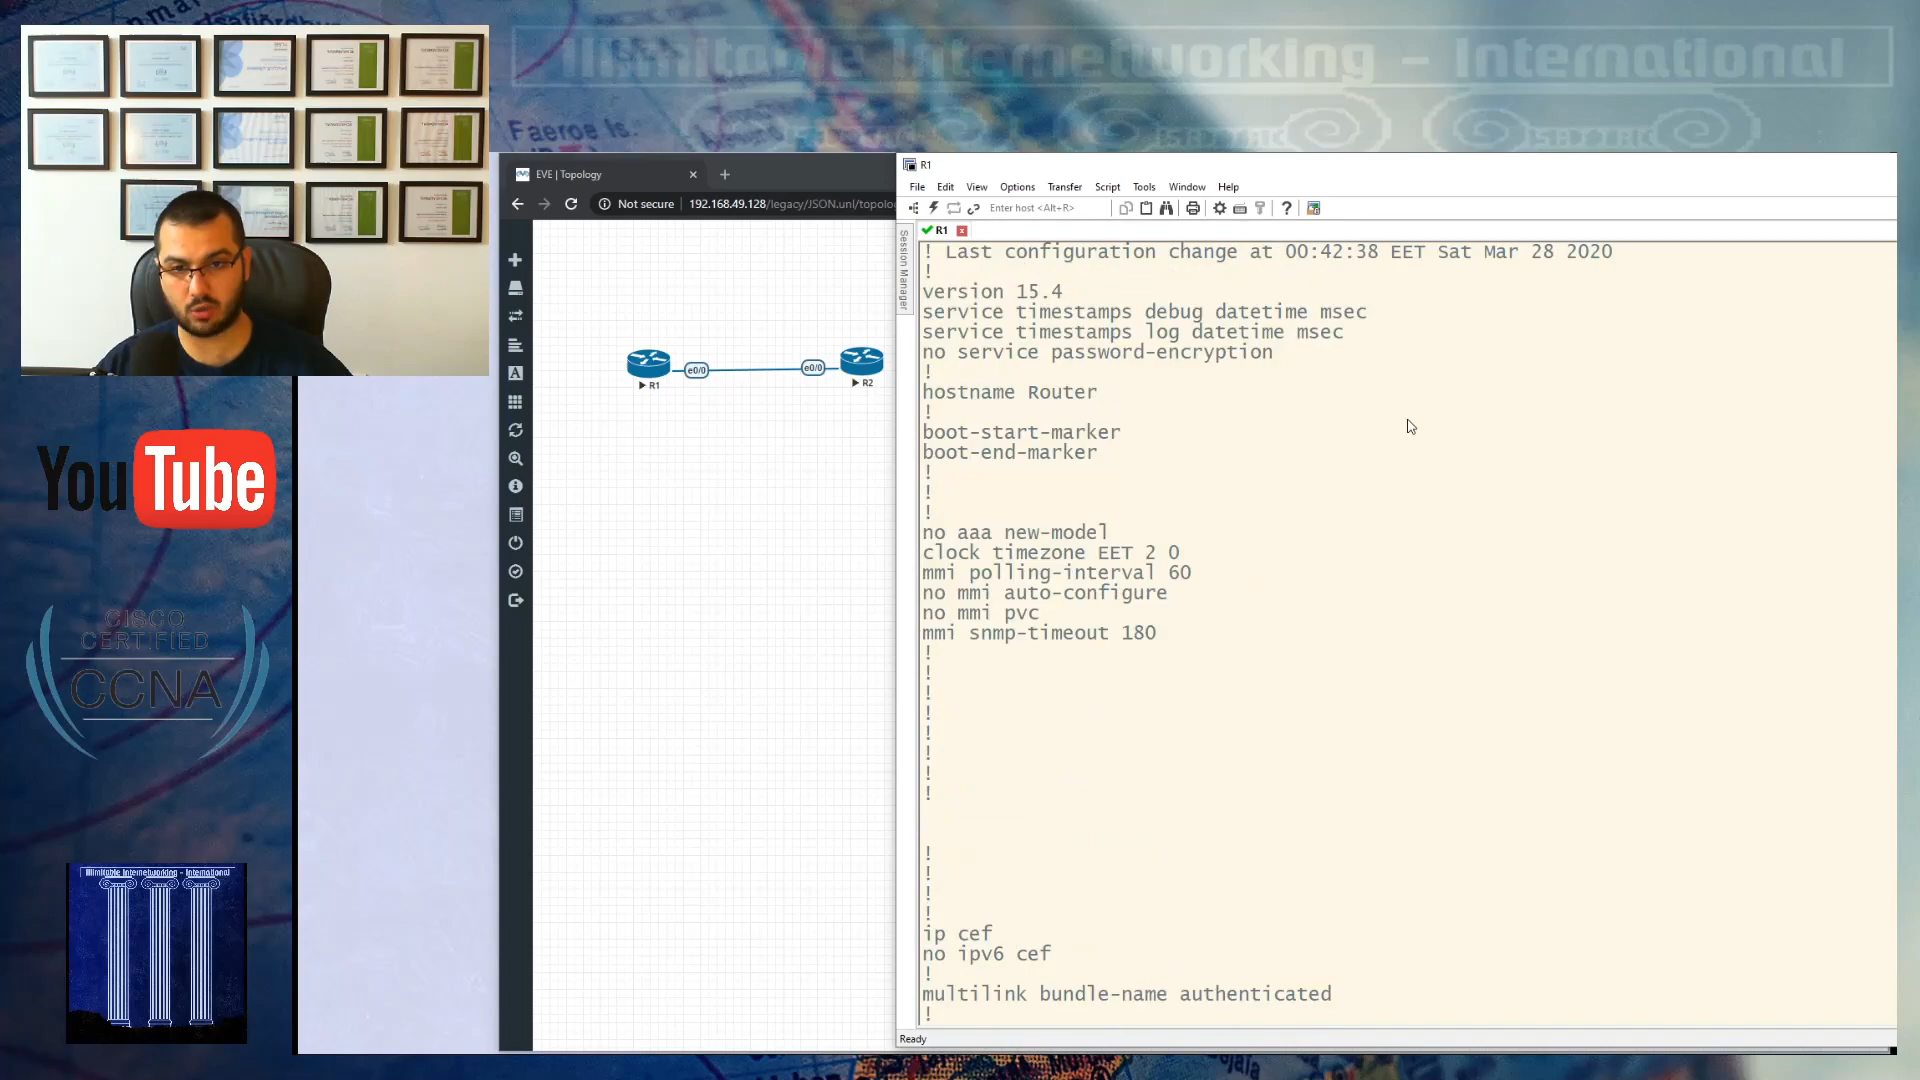 Illimitable Internetworking - International
Faeroe Is.
EVE | Topology
Not secure
192.168.49.128/legacy/JSON.unl/topolo
R1
e0/0
e0/0
R2
YouTube
CISCO
CERTIFIED
CCNA
Illimitable Internetworking - International
R1
File Edit View Options Transfer Script Tools Window Help
Enter host <Alt+R>
Session Manager
R1
! Last configuration change at 00:42:38 EET Sat Mar 28 2020
!
version 15.4
service timestamps debug datetime msec
service timestamps log datetime msec
no service password-encryption
!
hostname Router
!
boot-start-marker
boot-end-marker
!
!
!
no aaa new-model
clock timezone EET 2 0
mmi polling-interval 60
no mmi auto-configure
no mmi pvc
mmi snmp-timeout 180
!
!
!
!
!
!
!
!
!
!
!
!
ip cef
no ipv6 cef
!
multilink bundle-name authenticated
!
Ready